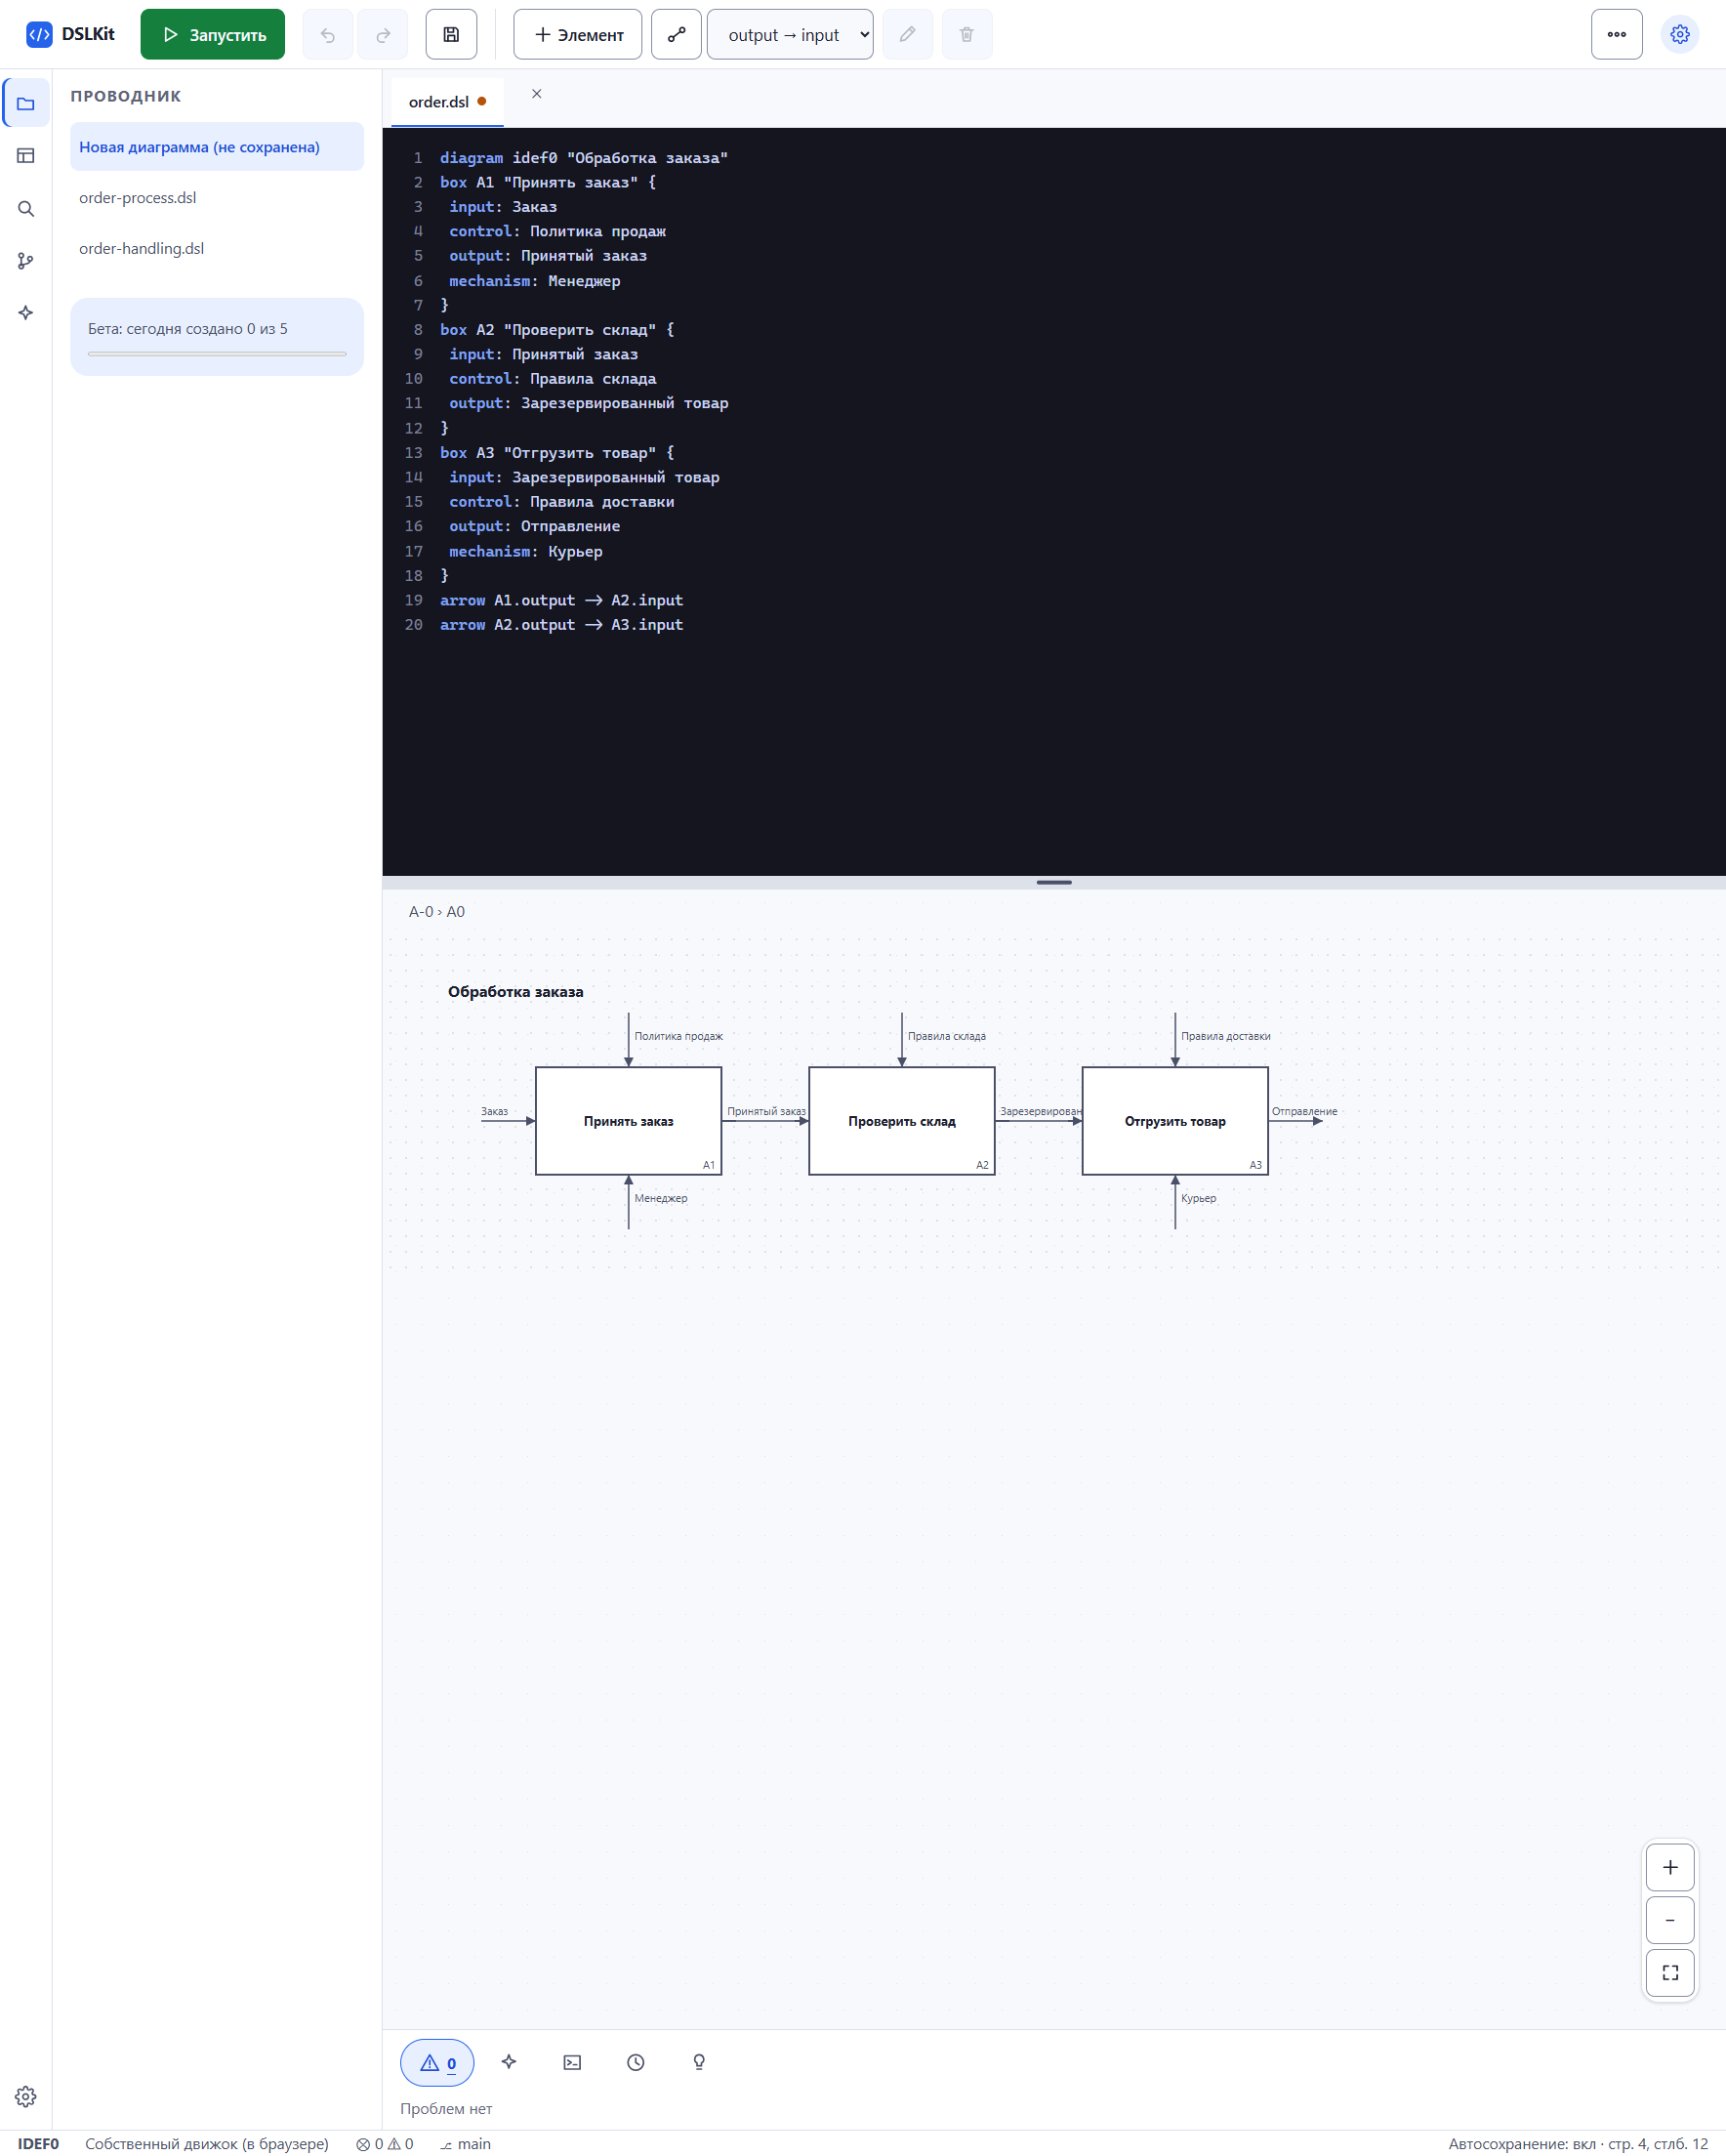 DSLKit
Запустить
Элемент
output → input
ПРОВОДНИК
Новая диаграмма (не сохранена)
order-process.dsl
order-handling.dsl
Бета: сегодня создано 0 из 5
order.dsl
1 diagram idef0 "Обработка заказа"
2 box A1 "Принять заказ" {
3 input: Заказ
4 control: Политика продаж
5 output: Принятый заказ
6 mechanism: Менеджер
7 }
8 box A2 "Проверить склад" {
9 input: Принятый заказ
10 control: Правила склада
11 output: Зарезервированный товар
12 }
13 box A3 "Отгрузить товар" {
14 input: Зарезервированный товар
15 control: Правила доставки
16 output: Отправление
17 mechanism: Курьер
18 }
19 arrow A1.output -> A2.input
20 arrow A2.output -> A3.input
A-0 › A0
Обработка заказа
Политика продаж
Правила склада
Правила доставки
Заказ
Принять заказ
A1
Принятый заказ
Проверить склад
A2
Зарезервирован
Отгрузить товар
A3
Отправление
Менеджер
Курьер
0
Проблем нет
IDEF0
Собственный движок (в браузере)
0 ⚠ 0
main
Автосохранение: вкл · стр. 4, стлб. 12